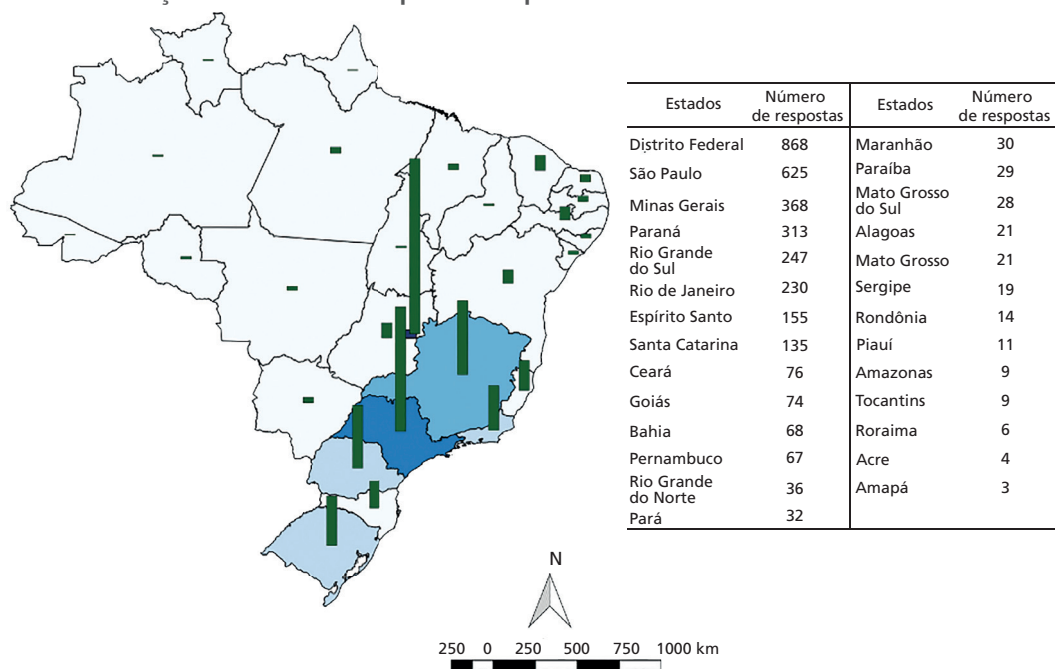 Estados
Número
de respostas
Estados
Número
de respostas
Distrito Federal 868 Maranhão 30
São Paulo 625 Paraíba 29
Minas Gerais 368 Mato Grosso
do Sul 28
Paraná 313 Alagoas 21
Rio Grande
do Sul 247 Mato Grosso 21
Rio de Janeiro 230 Sergipe 19
Espírito Santo 155 Rondônia 14
Santa Catarina 135 Piauí 11
Ceará 76 Amazonas 9
Goiás 74 Tocantins 9
Bahia 68 Roraima 6
Pernambuco 67 Acre 4
Rio Grande
do Norte 36 Amapá 3
Pará 32
N
250 0 250 500 750 1000 km